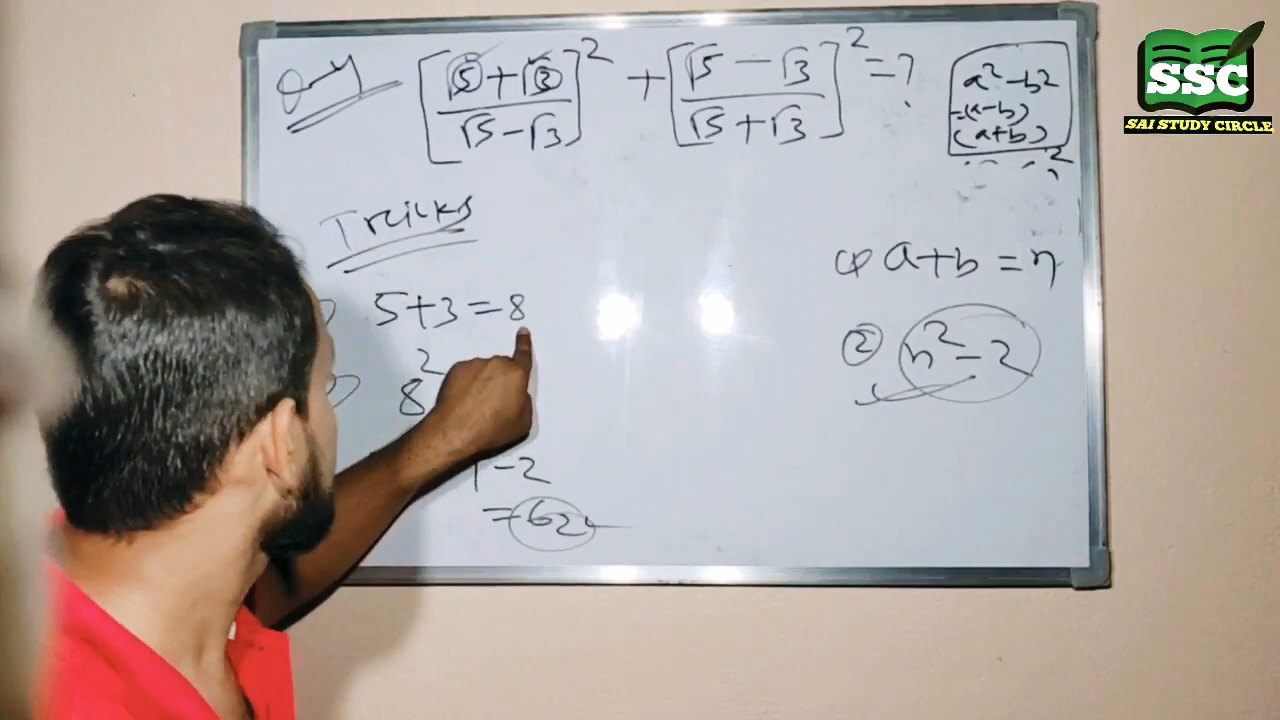 [√5+√3 / √5-√3]² + [√5-√3 / √5+√3]² = ?
a²-b²
=(a-b)
(a+b)
SSC
SAI STUDY CIRCLE
Tricks
5+3=8
8²
-2
=62
a+b=n
② n²-2